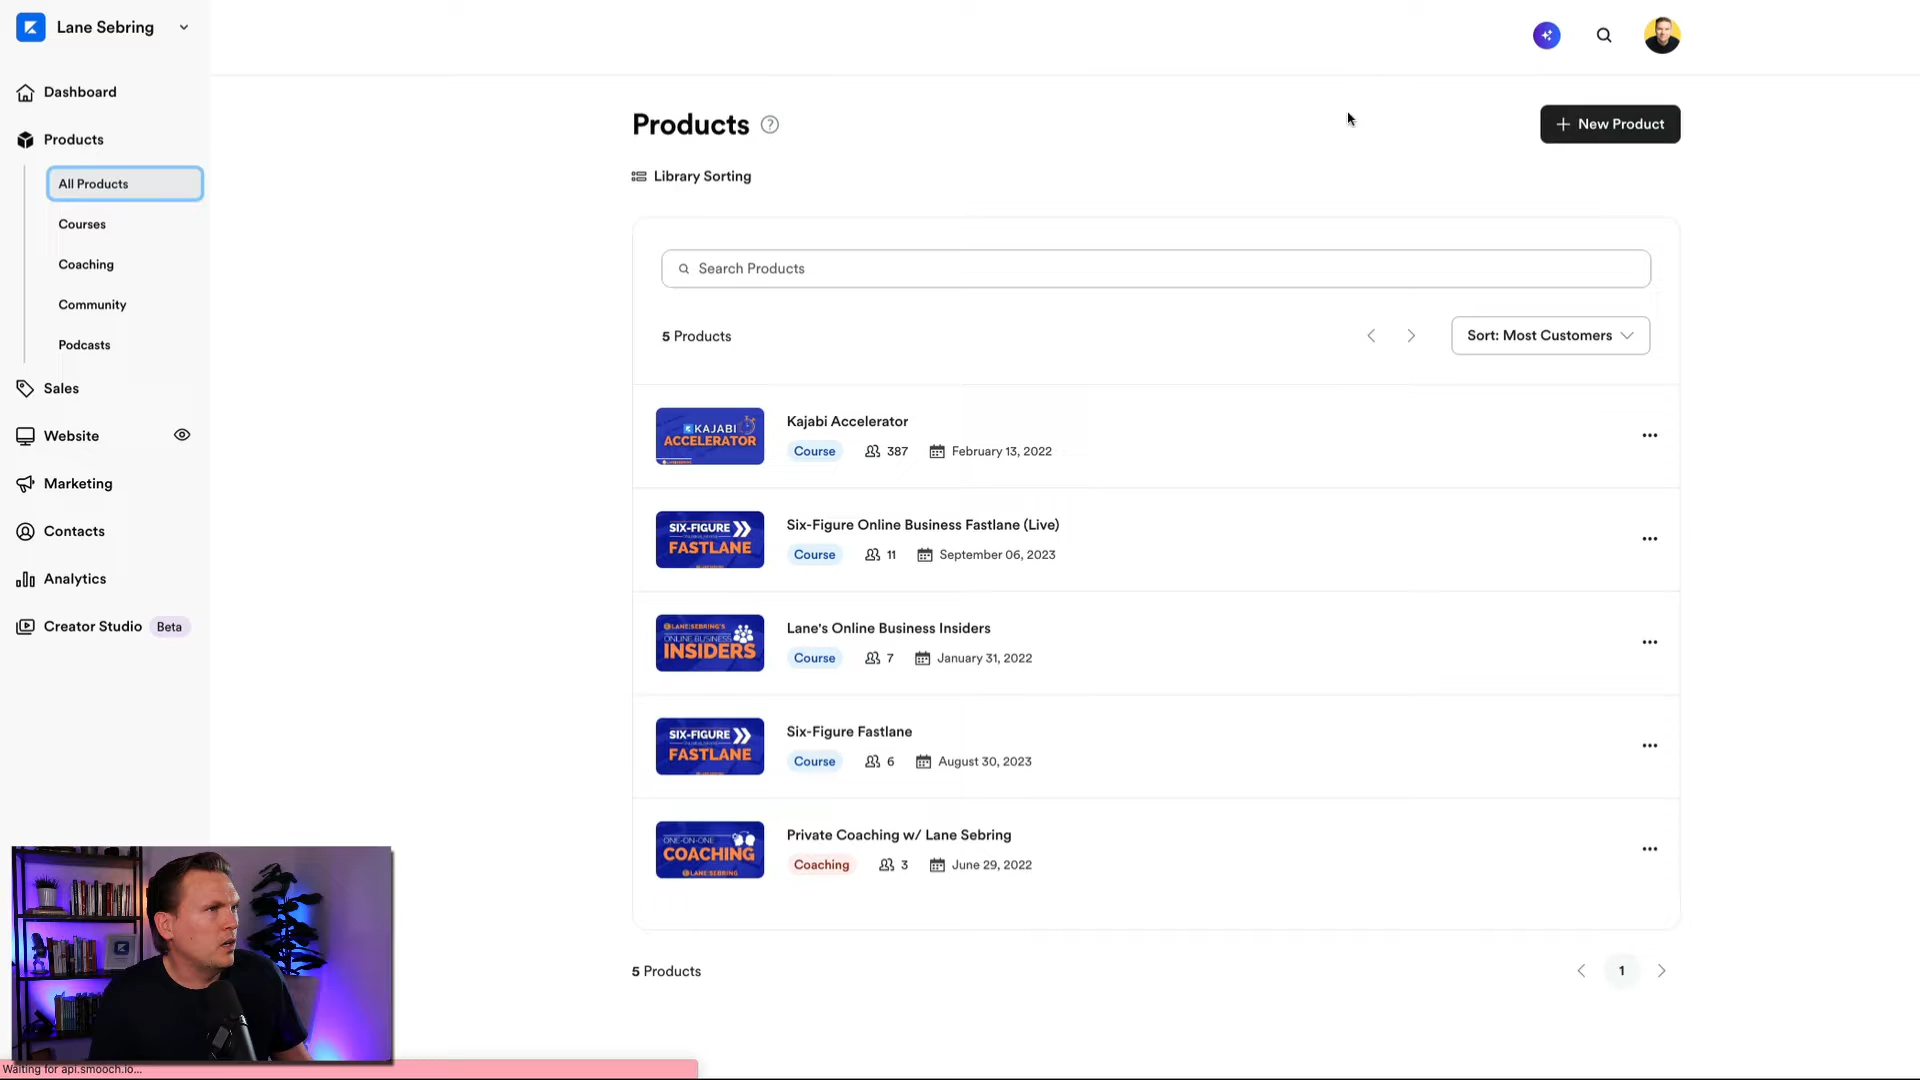 Lane Sebring
Dashboard
Products
All Products
Courses
Coaching
Community
Podcasts
Sales
Website
Marketing
Contacts
Analytics
Creator Studio Beta
Products ?
+ New Product
Library Sorting
Search Products
5 Products
Sort: Most Customers
KAJABI
ACCELERATOR
Kajabi Accelerator
Course 387 February 13, 2022
SIX-FIGURE
FASTLANE
Six-Figure Online Business Fastlane (Live)
Course 11 September 06, 2023
LANE:SEBRING'S
ONLINE BUSINESS
INSIDERS
Lane's Online Business Insiders
Course 7 January 31, 2022
SIX-FIGURE
FASTLANE
Six-Figure Fastlane
Course 6 August 30, 2023
ONE-ON-ONE
COACHING
LANE:SEBRING
Private Coaching w/ Lane Sebring
Coaching 3 June 29, 2022
5 Products
1
Waiting for api.smooch.io...